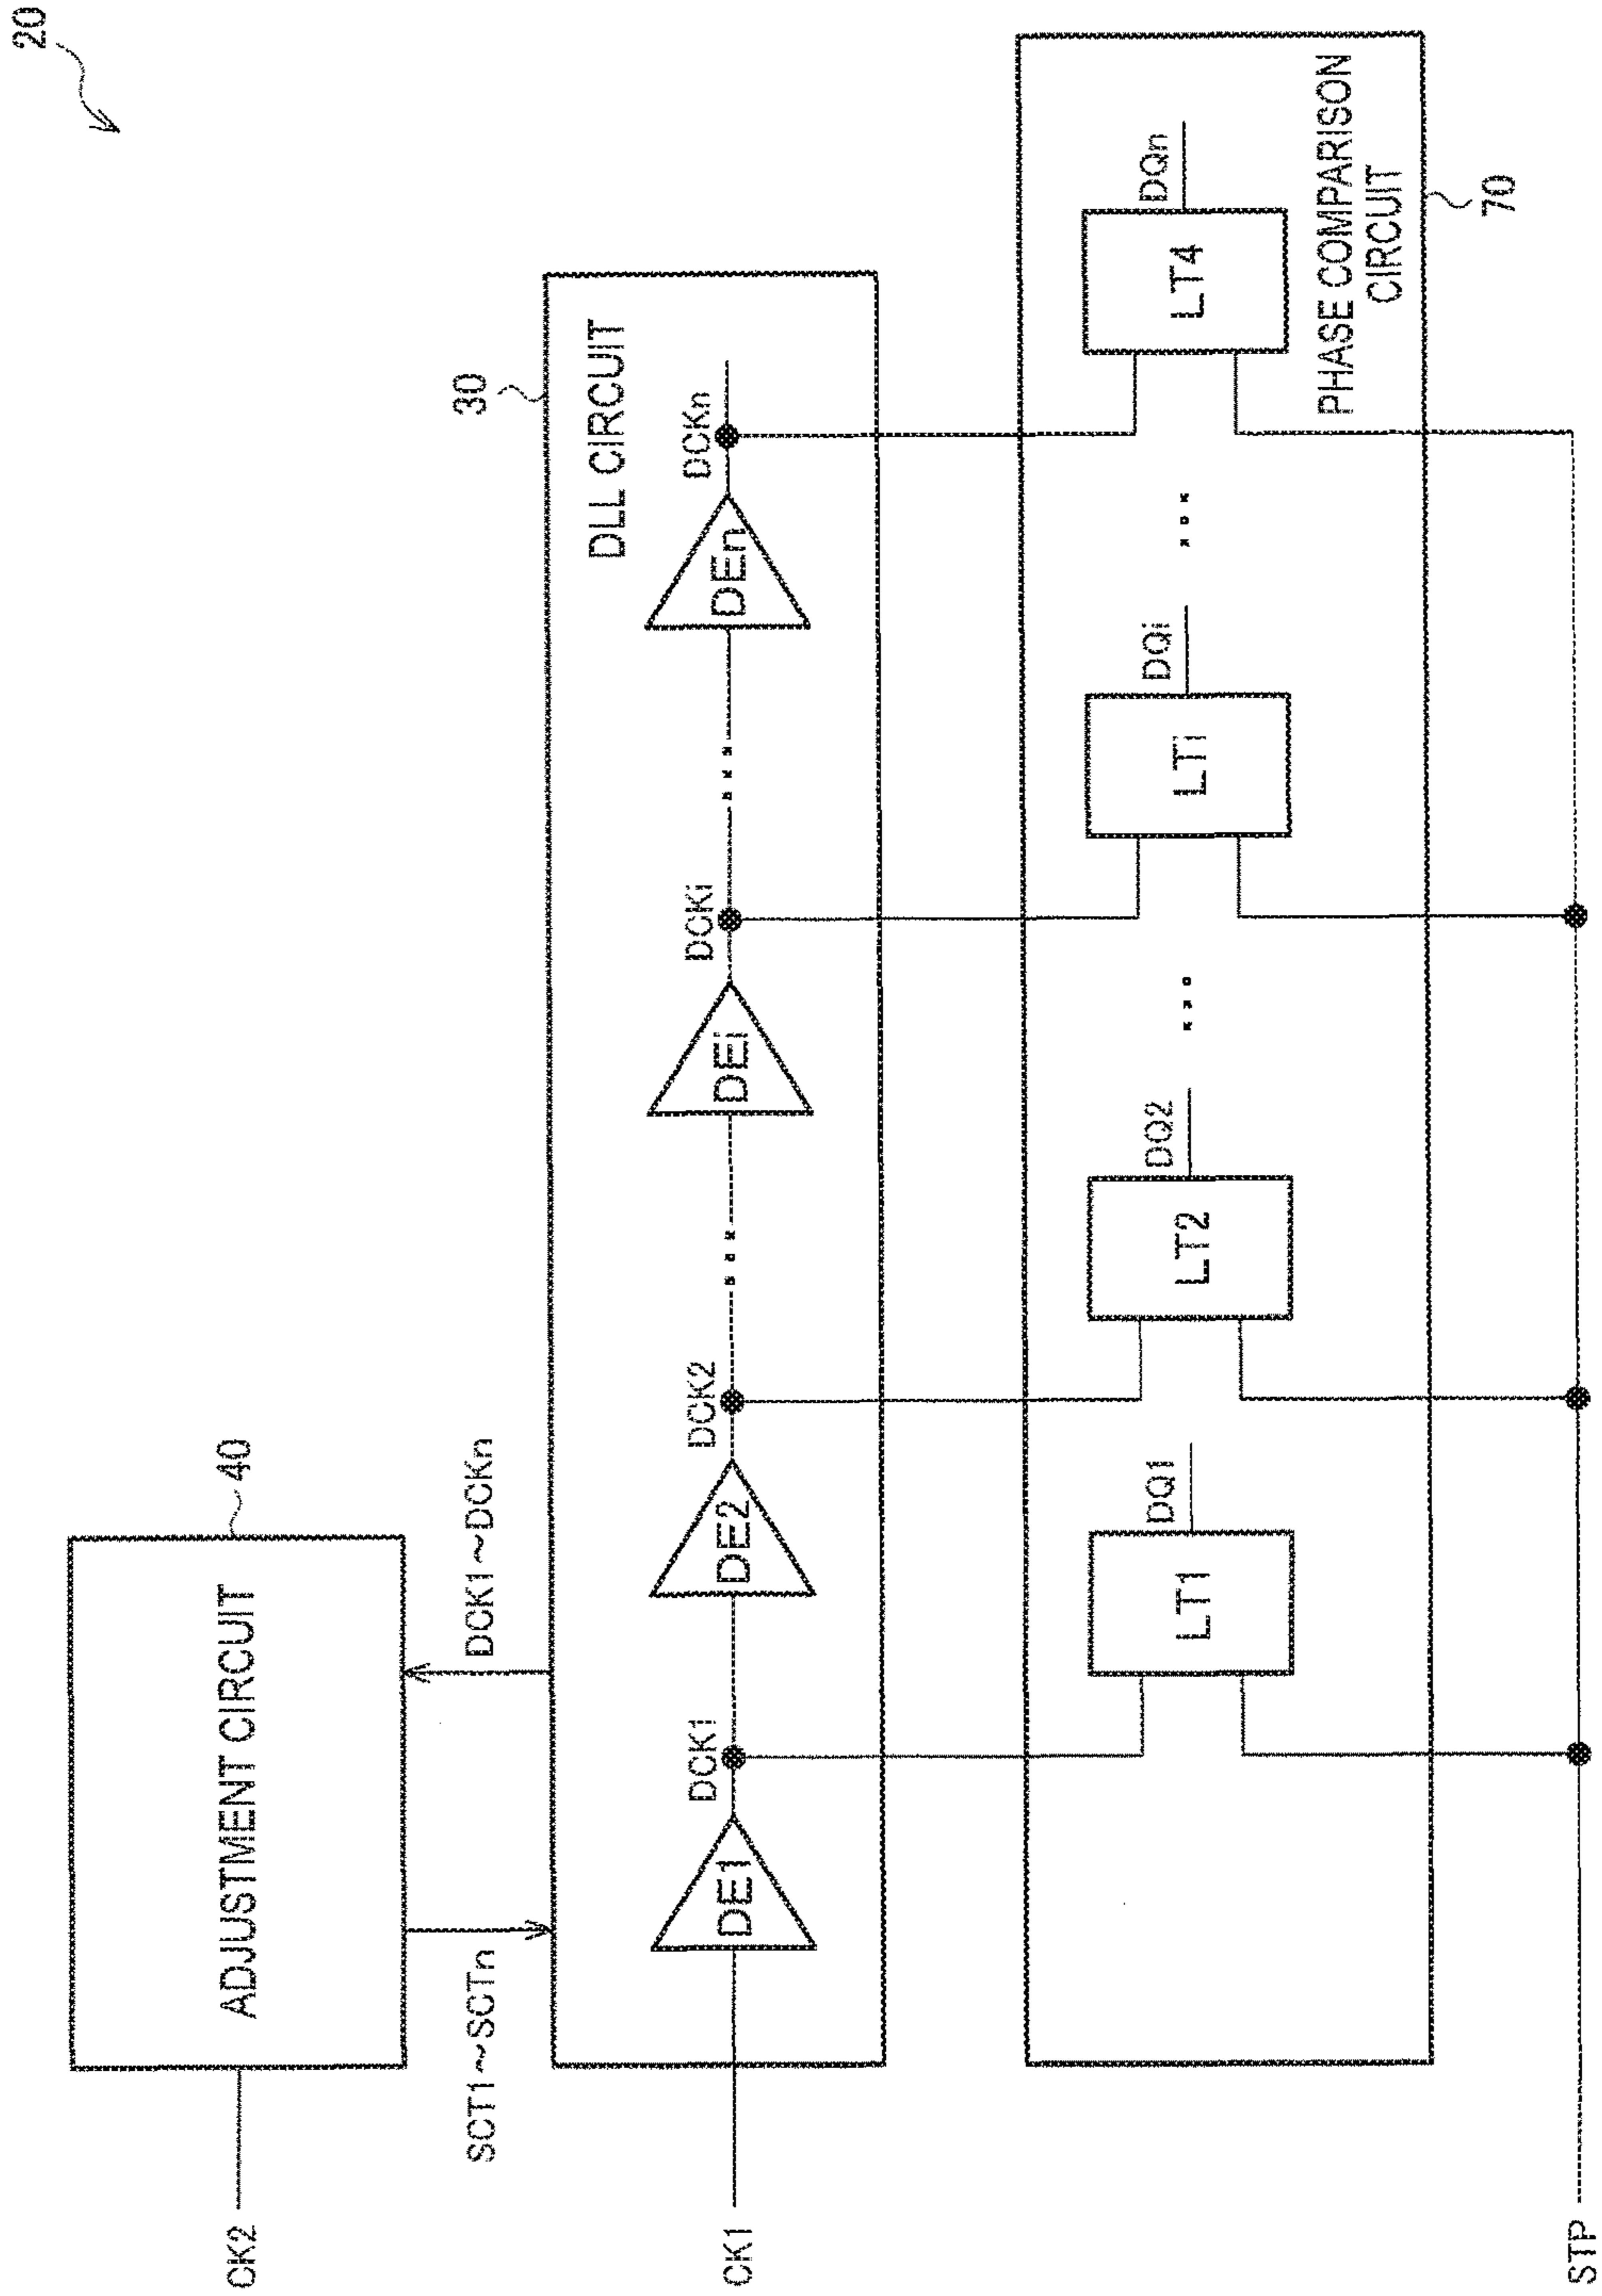 20
CK2
ADJUSTMENT CIRCUIT
40
SCT1~SCTn
DCK1~DCKn
30
DLL CIRCUIT
CK1
DE1
DCK1
DE2
DCK2
DEi
DCKi
DEn
DCKn
LT1
DQ1
LT2
DQ2
LTi
DQi
LT4
DQn
PHASE COMPARISON
CIRCUIT
70
STP